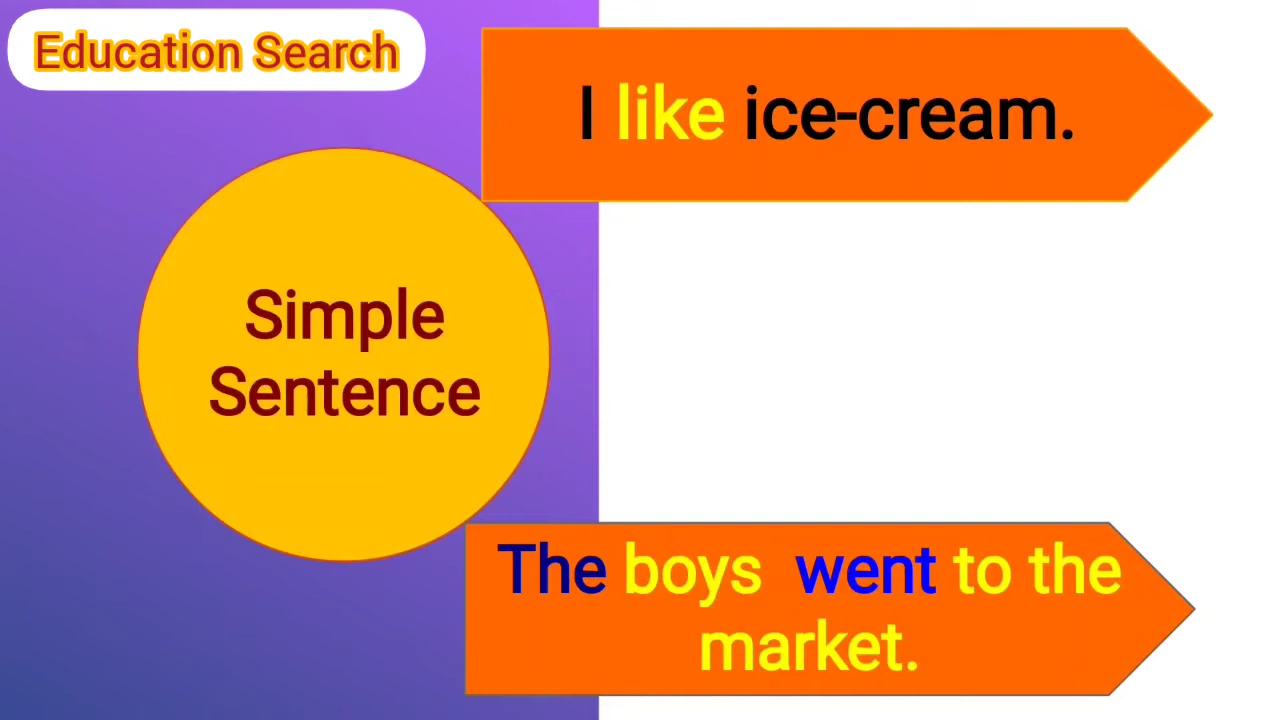 Education Search
I like ice-cream.
Simple
Sentence
The boys went to the
market.